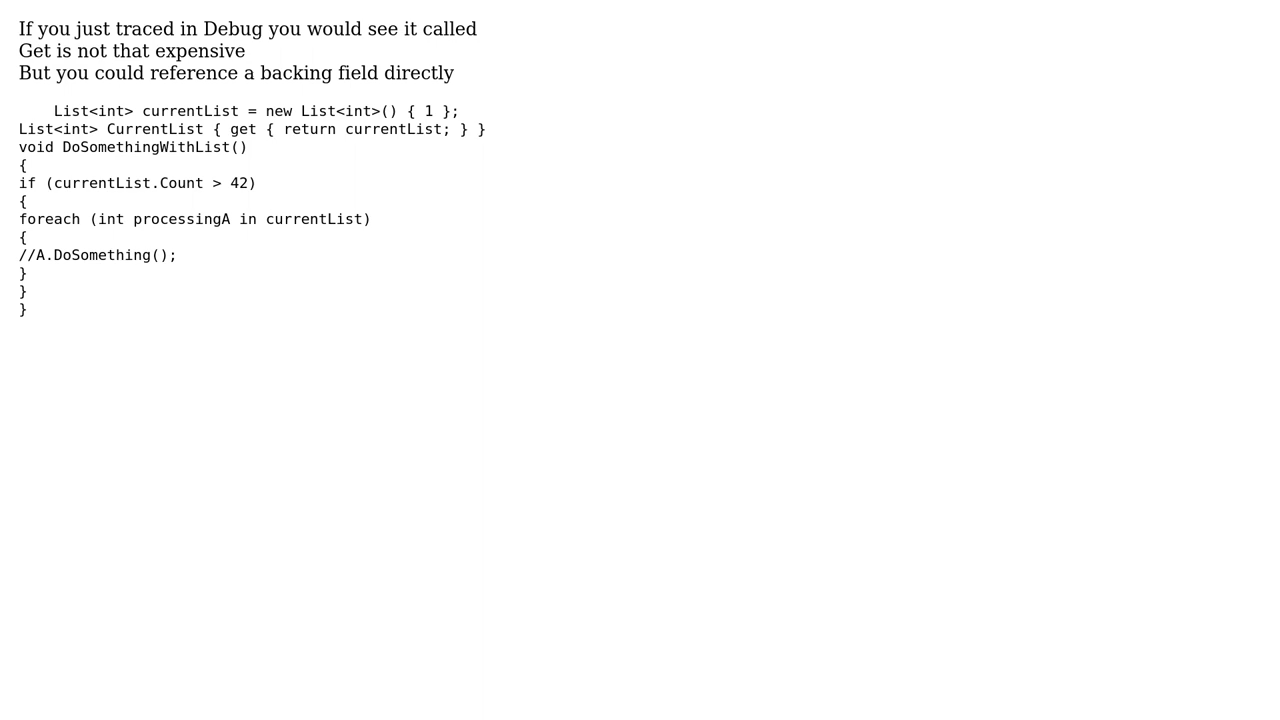 If you just traced in Debug you would see it called
Get is not that expensive
But you could reference a backing field directly
    List<int> currentList = new List<int>() { 1 };
List<int> CurrentList { get { return currentList; } }
void DoSomethingWithList()
{
if (currentList.Count > 42)
{
foreach (int processingA in currentList)
{
//A.DoSomething();
}
}
}